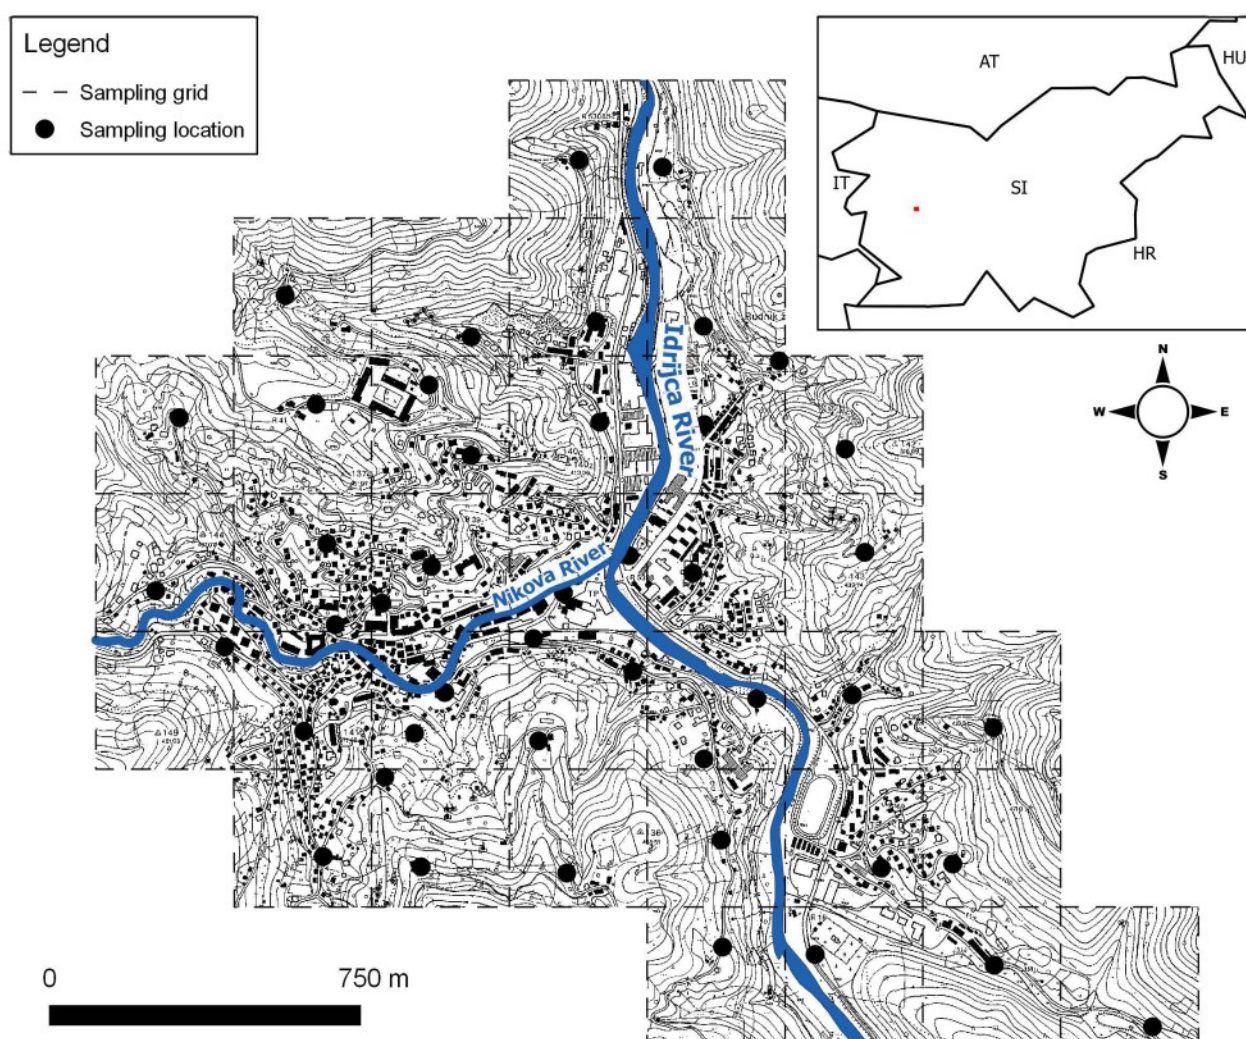 Legend
Sampling grid
Sampling location
AT
HU
IT
SI
HR
N
W
E
S
Idrijca River
Nikova River
0
750 m